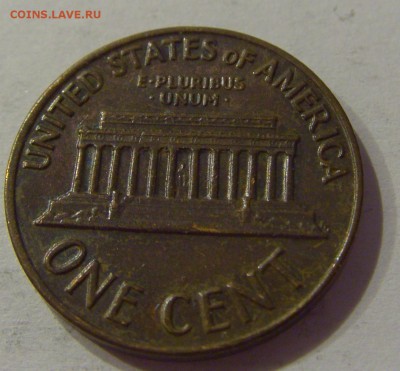 COINS.LAVE.RU
UNITED STATES OF AMERICA
E·PLURIBUS
·UNUM·
ONE CENT